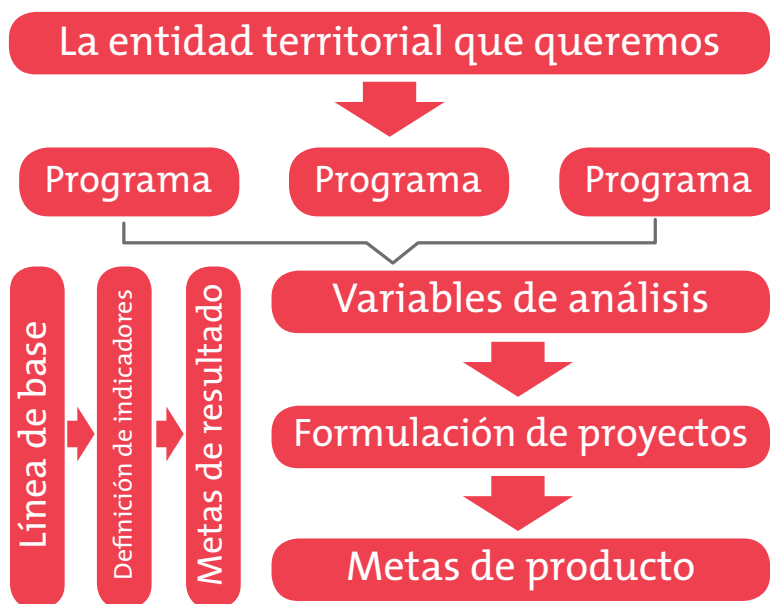 La entidad territorial que queremos
Programa
Programa
Programa
Línea de base
Definición de indicadores
Metas de resultado
Variables de análisis
Formulación de proyectos
Metas de producto